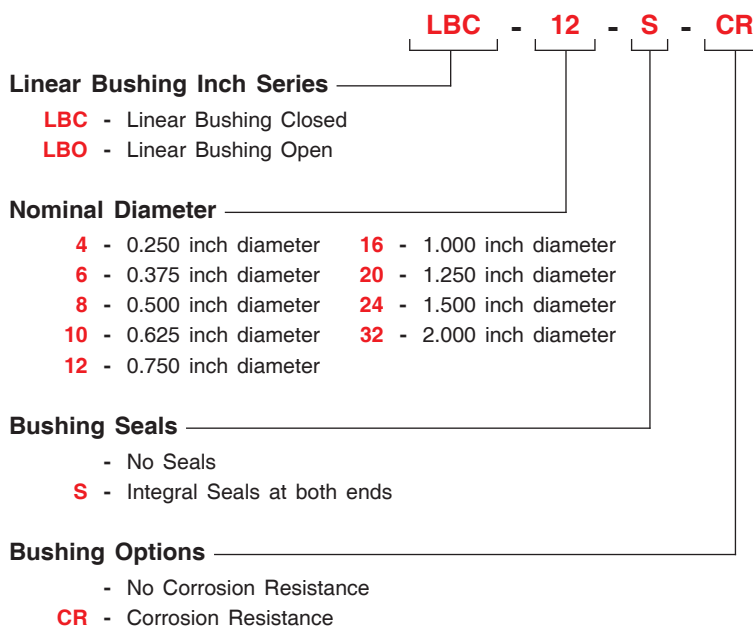 LBC - 12 - S - CR
Linear Bushing Inch Series
LBC - Linear Bushing Closed
LBO - Linear Bushing Open
Nominal Diameter
4 - 0.250 inch diameter 16 - 1.000 inch diameter
6 - 0.375 inch diameter 20 - 1.250 inch diameter
8 - 0.500 inch diameter 24 - 1.500 inch diameter
10 - 0.625 inch diameter 32 - 2.000 inch diameter
12 - 0.750 inch diameter
Bushing Seals
- No Seals
S - Integral Seals at both ends
Bushing Options
- No Corrosion Resistance
CR - Corrosion Resistance